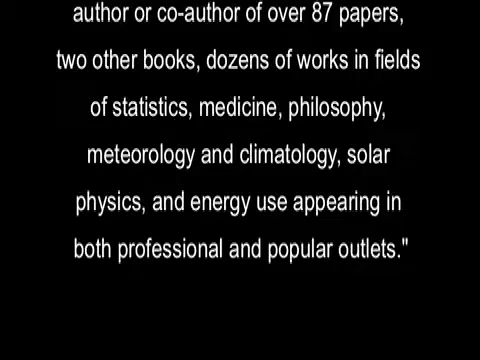 author or co-author of over 87 papers,
two other books, dozens of works in fields
of statistics, medicine, philosophy,
meteorology and climatology, solar
physics, and energy use appearing in
both professional and popular outlets."